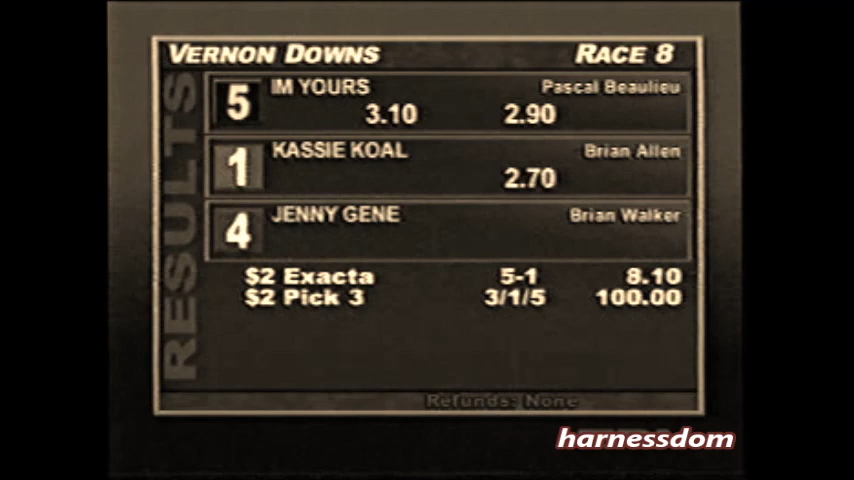 VERNON DOWNS RACE 8
RESULTS
5 IM YOURS Pascal Beaulieu
3.10 2.90
1 KASSIE KOAL Brian Allen
2.70
4 JENNY GENE Brian Walker
$2 Exacta 5-1 8.10
$2 Pick 3 3/1/5 100.00
Refunds: None
harnessdom